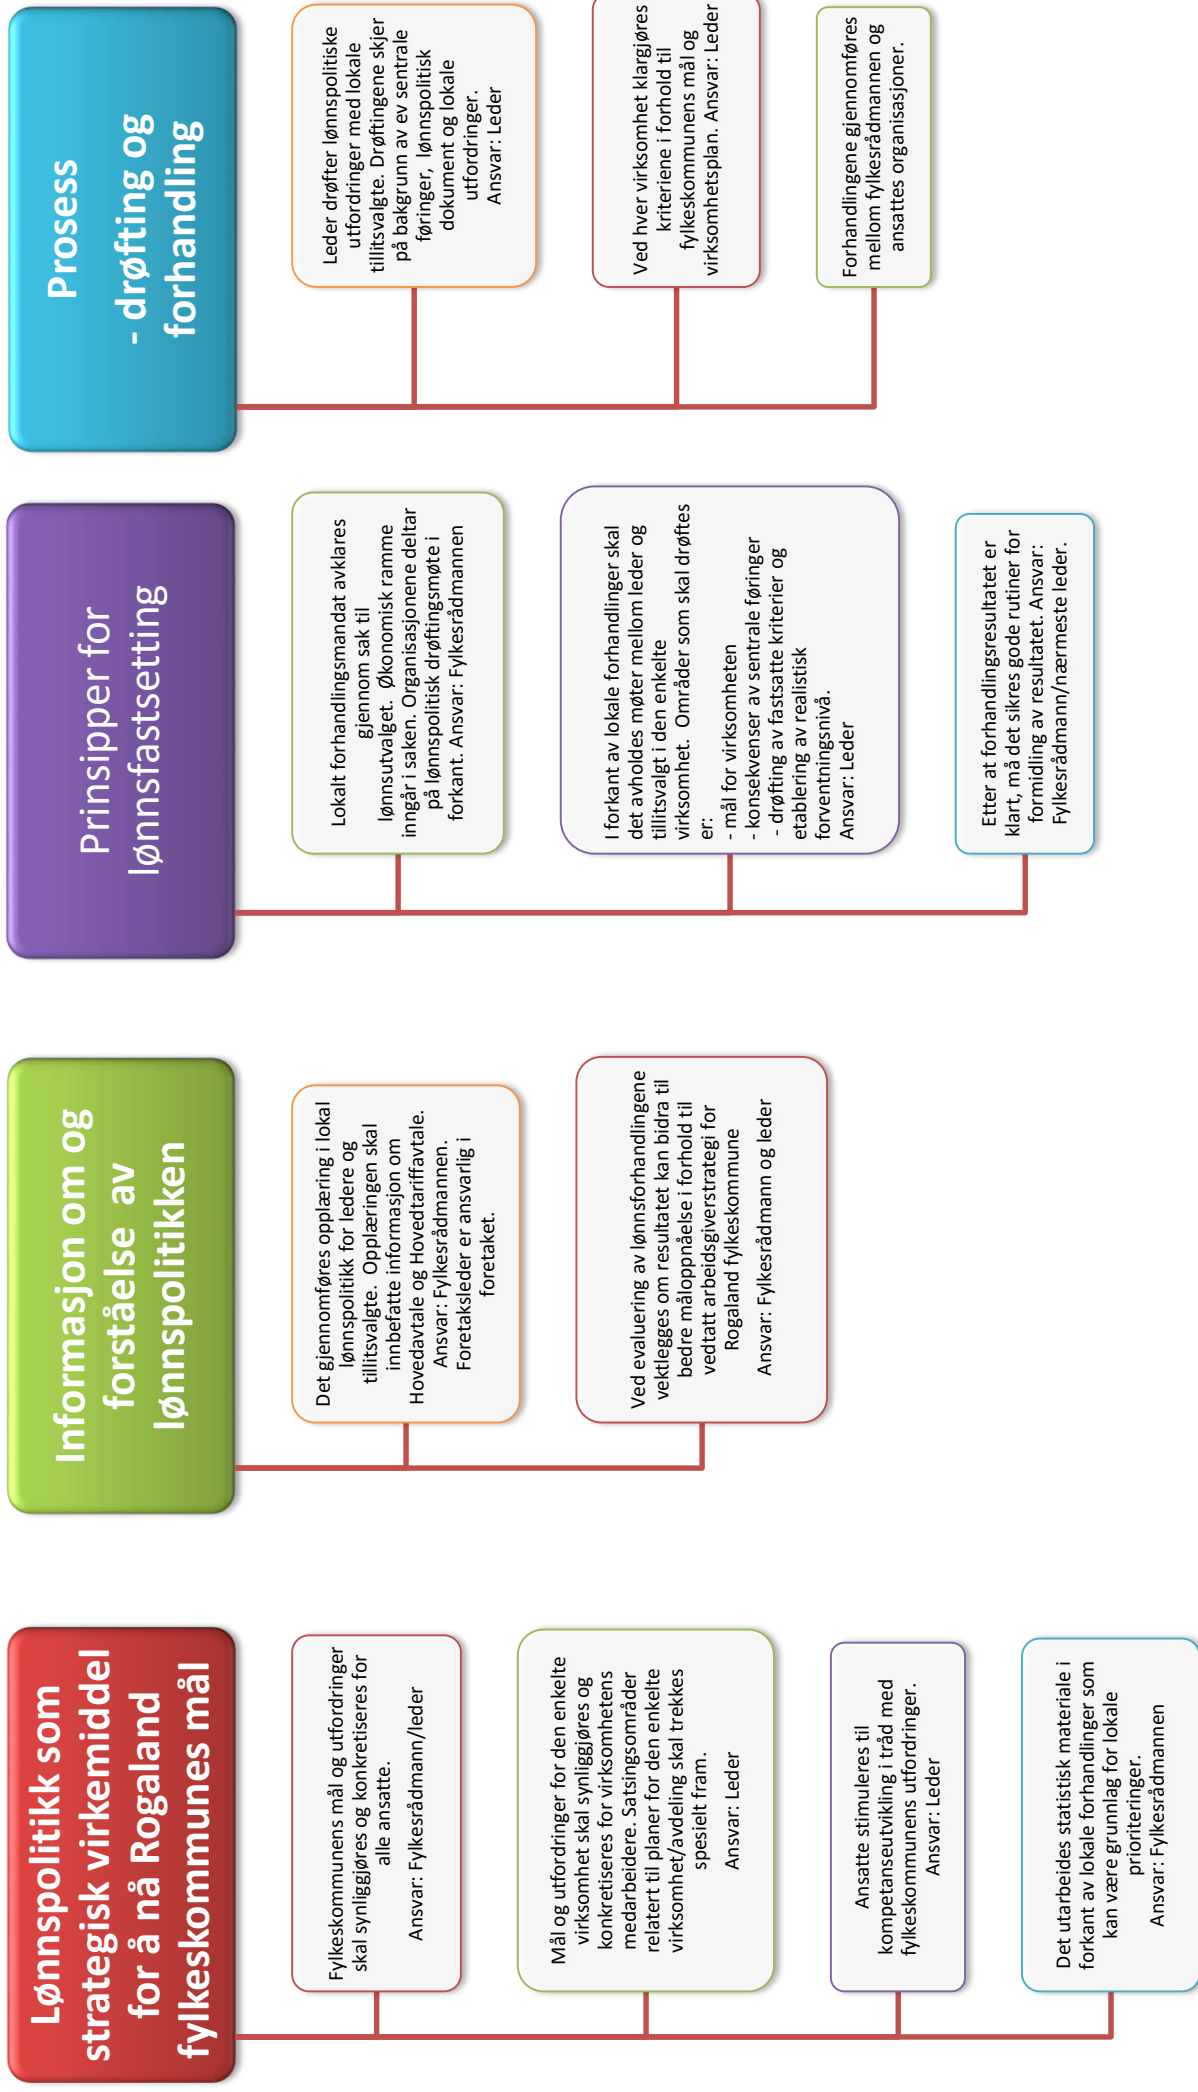 Lønnspolitikk som
strategisk virkemiddel
for å nå Rogaland
fylkeskommunes mål
Fylkeskommunens mål og utfordringer
skal synliggjøres og konkretiseres for
alle ansatte.
Ansvar: Fylkesrådmann/leder
Mål og utfordringer for den enkelte
virksomhet skal synliggjøres og
konkretiseres for virksomhetens
medarbeidere. Satsingsområder
relatert til planer for den enkelte
virksomhet/avdeling skal trekkes
spesielt fram.
Ansvar: Leder
Ansatte stimuleres til
kompetanseutvikling i tråd med
fylkeskommunens utfordringer.
Ansvar: Leder
Det utarbeides statistisk materiale i
forkant av lokale forhandlinger som
kan være grunnlag for lokale
prioriteringer.
Ansvar: Fylkesrådmannen
Informasjon om og
forståelse av
lønnspolitikken
Det gjennomføres opplæring i lokal
lønnspolitikk for ledere og
tillitsvalgte. Opplæringen skal
innbefatte informasjon om
Hovedavtale og Hovedtariffavtale.
Ansvar: Fylkesrådmannen.
Foretaksleder er ansvarlig i
foretaket.
Ved evaluering av lønnsforhandlingene
vektlegges om resultatet kan bidra til
bedre måloppnåelse i forhold til
vedtatt arbeidsgiverstrategi for
Rogaland fylkeskommune
Ansvar: Fylkesrådmann og leder
Prinsipper for
lønnsfastsetting
Lokalt forhandlingsmandat avklares
gjennom sak til
lønnsutvalget. Økonomisk ramme
inngår i saken. Organisasjonene deltar
på lønnspolitisk drøftingsmøte i
forkant. Ansvar: Fylkesrådmannen
I forkant av lokale forhandlinger skal
det avholdes møter mellom leder og
tillitsvalgt i den enkelte
virksomhet. Områder som skal drøftes
er:
- mål for virksomheten
- konsekvenser av sentrale føringer
- drøfting av fastsatte kriterier og
etablering av realistisk
forventningsnivå.
Ansvar: Leder
Etter at forhandlingsresultatet er
klart, må det sikres gode rutiner for
formidling av resultatet. Ansvar:
Fylkesrådmann/nærmeste leder.
Prosess
- drøfting og
forhandling
Leder drøfter lønnspolitiske
utfordringer med lokale
tillitsvalgte. Drøftingene skjer
på bakgrunn av ev sentrale
føringer, lønnspolitisk
dokument og lokale
utfordringer.
Ansvar: Leder
Ved hver virksomhet klargjøres
kriteriene i forhold til
fylkeskommunens mål og
virksomhetsplan. Ansvar: Leder
Forhandlingene gjennomføres
mellom fylkesrådmannen og
ansattes organisasjoner.